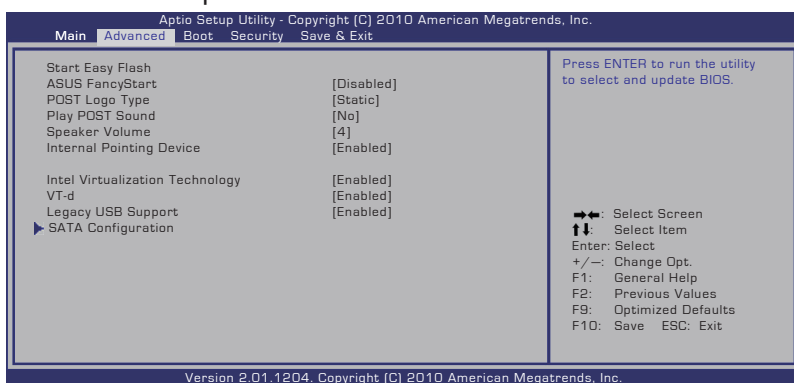 Aptio Setup Utility - Copyright (C) 2010 American Megatrends, Inc.
Main Advanced Boot Security Save & Exit
Start Easy Flash
ASUS FancyStart [Disabled]
POST Logo Type [Static]
Play POST Sound [No]
Speaker Volume [4]
Internal Pointing Device [Enabled]
Intel Virtualization Technology [Enabled]
VT-d [Enabled]
Legacy USB Support [Enabled]
SATA Configuration
Press ENTER to run the utility
to select and update BIOS.
→←: Select Screen
↑↓: Select Item
Enter: Select
+/—: Change Opt.
F1: General Help
F2: Previous Values
F9: Optimized Defaults
F10: Save ESC: Exit
Version 2.01.1204. Copyright (C) 2010 American Megatrends, Inc.